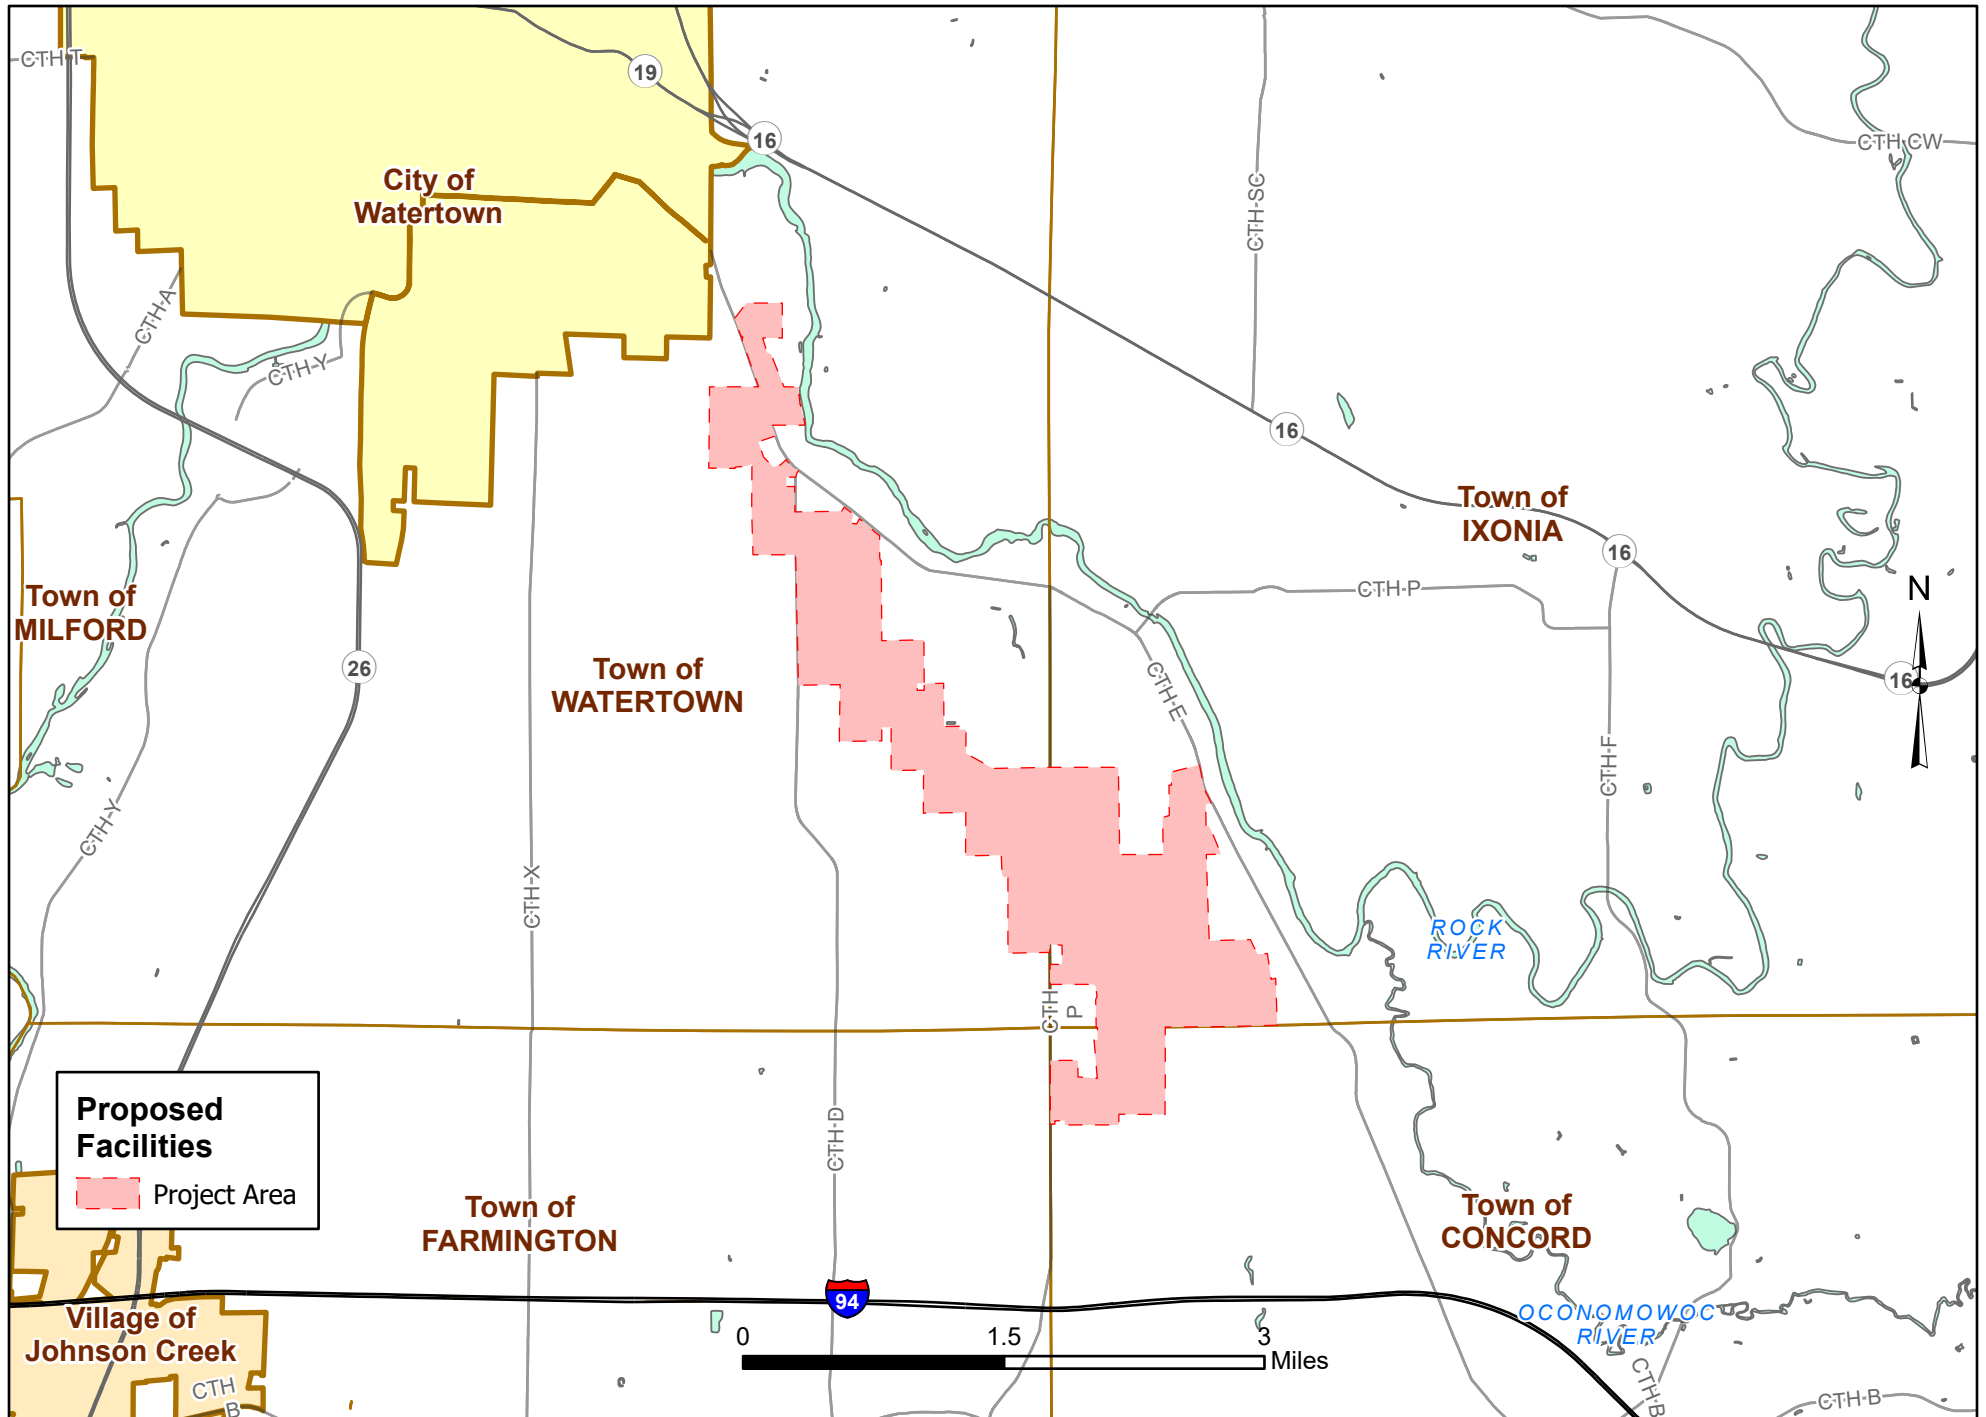 CTH-T
19
16
CTH-CW
City of
Watertown
CTH-SC
CTH-A
CTH-Y
16
Town of
IXONIA
16
CTH-P
N
Town of
MILFORD
26
Town of
WATERTOWN
CTH-E
16
CTH-F
CTH-Y
CTH-X
ROCK
RIVER
CTH
P
Proposed
Facilities
Project Area
CTH-D
Town of
FARMINGTON
Town of
CONCORD
94
Village of
Johnson Creek
OCONOMOWOC
RIVER
0
1.5
3
Miles
CTH
B
CTH-B
CTH-B